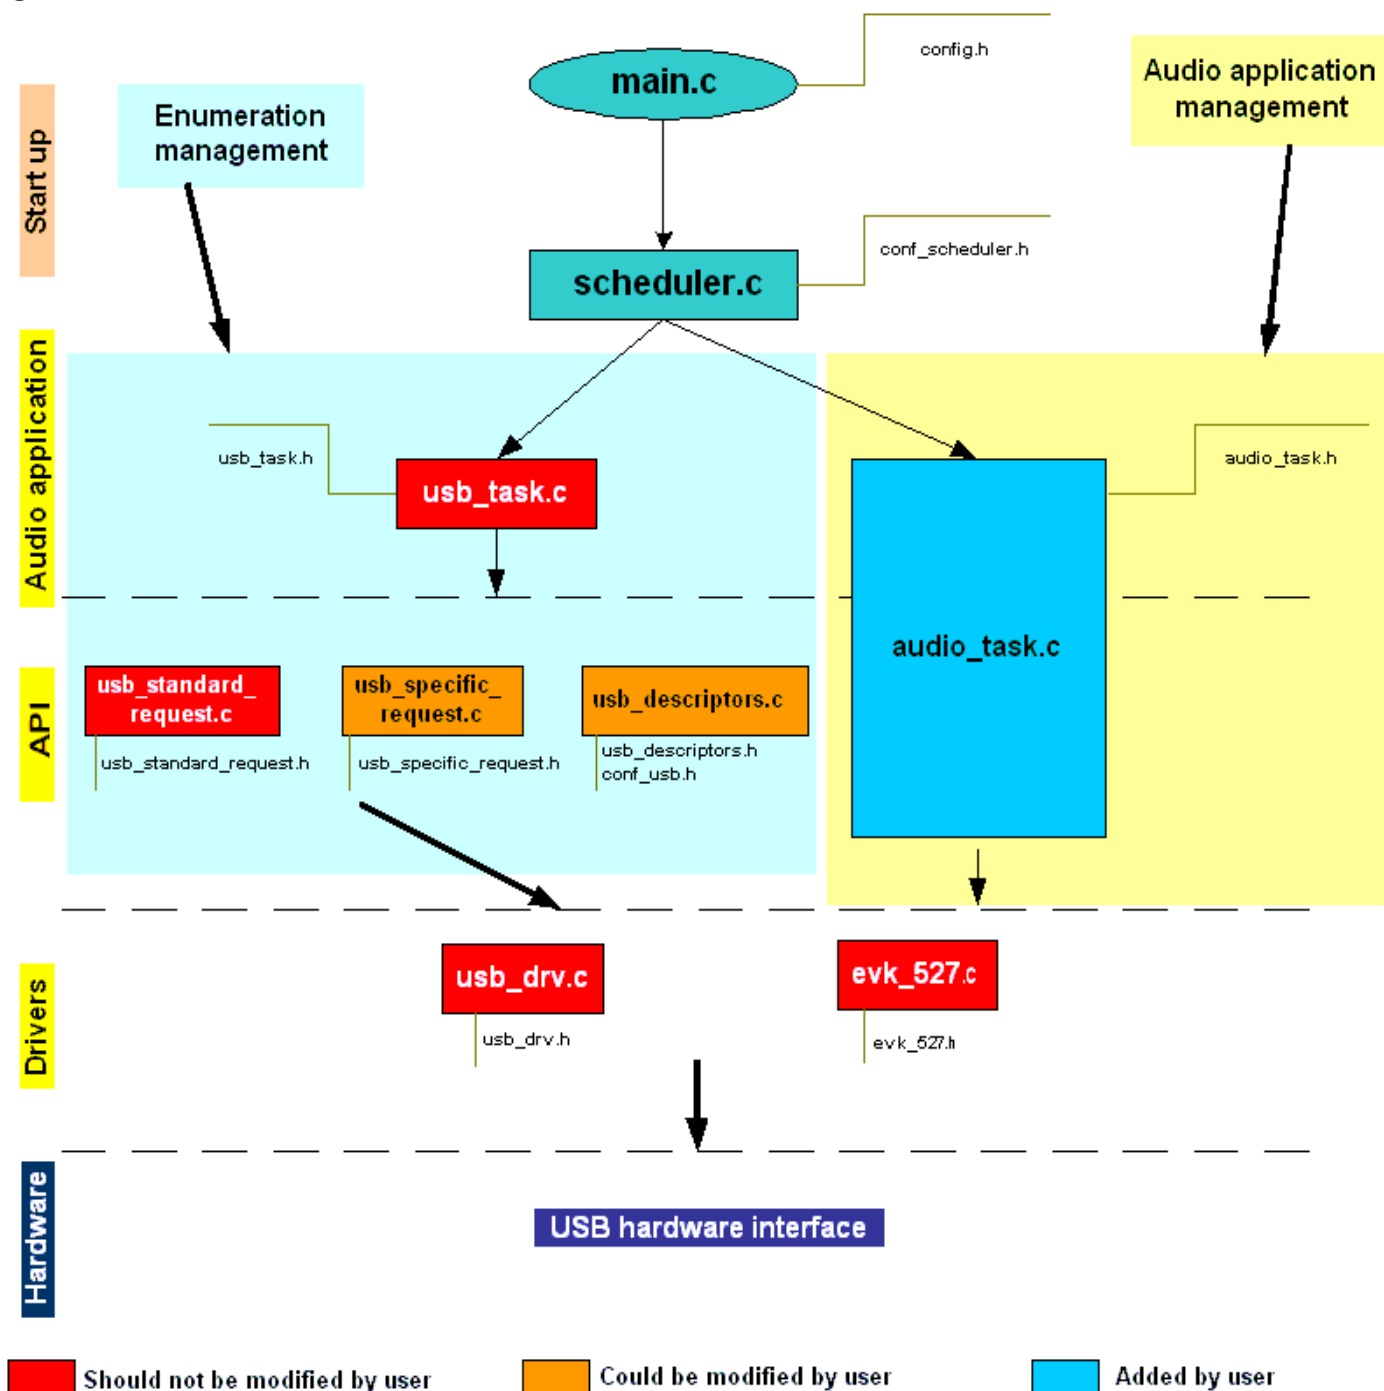 config.h
main.c
Audio application
management
Enumeration
management
Start up
conf_scheduler.h
scheduler.c
Audio application
usb_task.h
usb_task.c
audio_task.h
audio_task.c
API
usb_standard_
request.c
usb_standard_request.h
usb_specific_
request.c
usb_specific_request.h
usb_descriptors.c
usb_descriptors.h
conf_usb.h
Drivers
usb_drv.c
usb_drv.h
evk_527.c
evk_527.h
Hardware
USB hardware interface
Should not be modified by user
Could be modified by user
Added by user